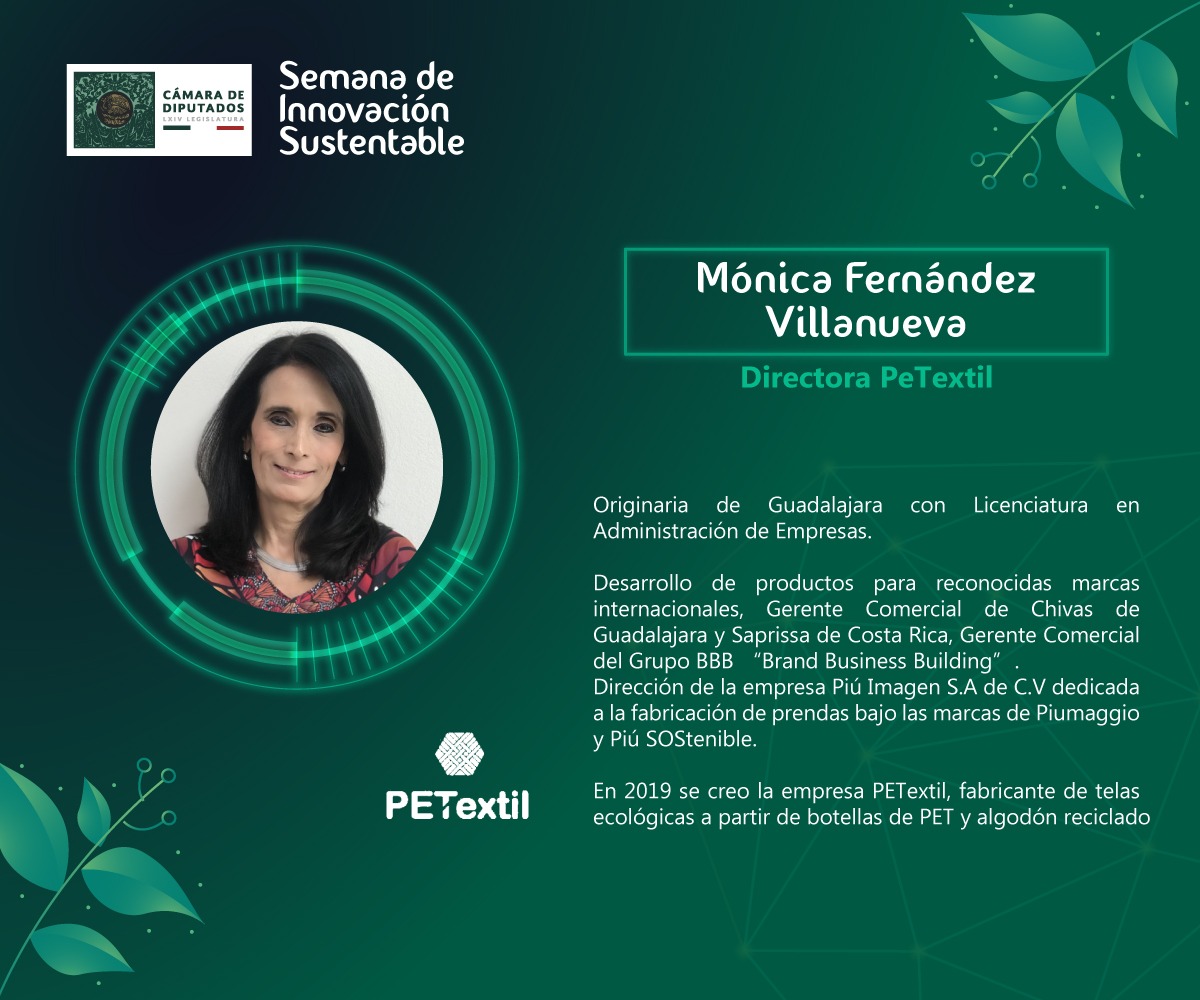 CÁMARA DE
DIPUTADOS
LXIV LEGISLATURA
Semana de
Innovación
Sustentable
Mónica Fernández
Villanueva
Directora PeTextil
Originaria de Guadalajara con Licenciatura en
Administración de Empresas.
Desarrollo de productos para reconocidas marcas
internacionales, Gerente Comercial de Chivas de
Guadalajara y Saprissa de Costa Rica, Gerente Comercial
del Grupo BBB “Brand Business Building” .
Dirección de la empresa Piú Imagen S.A de C.V dedicada
a la fabricación de prendas bajo las marcas de Piumaggio
y Piú SOStenible.
En 2019 se creo la empresa PETextil, fabricante de telas
ecológicas a partir de botellas de PET y algodón reciclado
PETextil